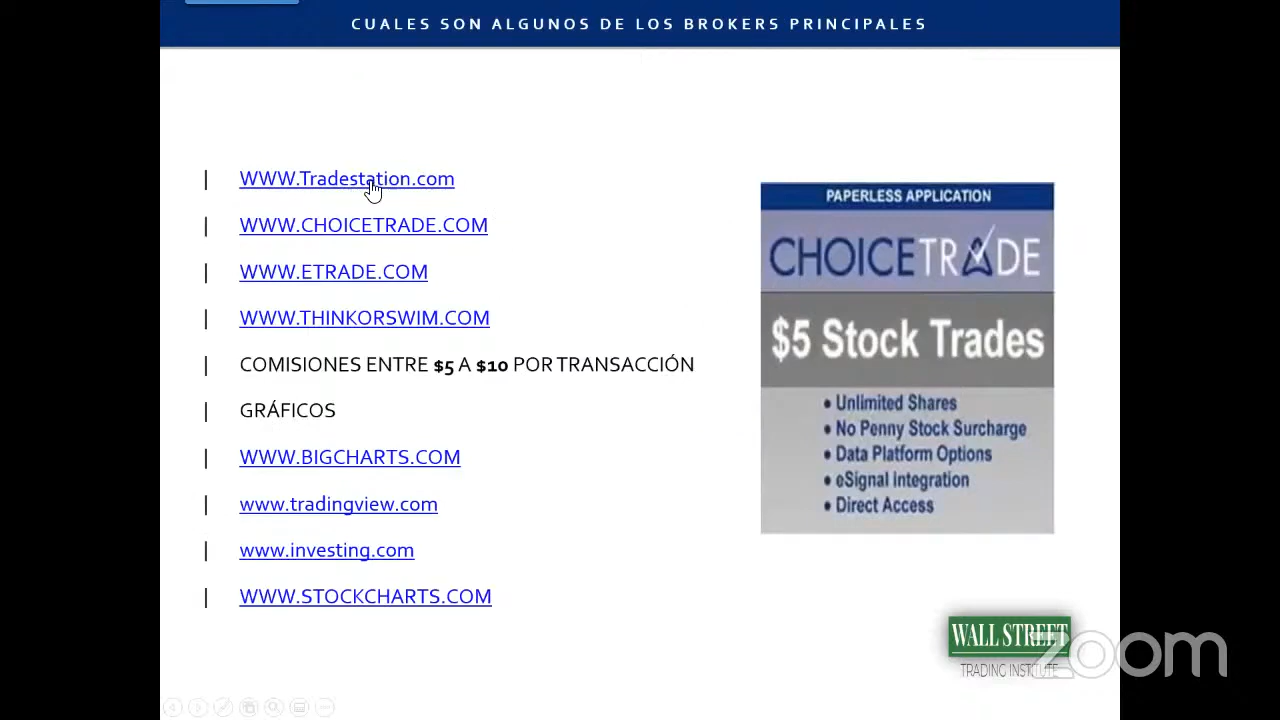 CUALES SON ALGUNOS DE LOS BROKERS PRINCIPALES
| WWW.Tradestation.com
| WWW.CHOICETRADE.COM
| WWW.ETRADE.COM
| WWW.THINKORSWIM.COM
| COMISIONES ENTRE $5 A $10 POR TRANSACCIÓN
| GRÁFICOS
| WWW.BIGCHARTS.COM
| www.tradingview.com
| www.investing.com
| WWW.STOCKCHARTS.COM
PAPERLESS APPLICATION
CHOICETRADE
$5 Stock Trades
• Unlimited Shares
• No Penny Stock Surcharge
• Data Platform Options
• eSignal Integration
• Direct Access
WALL STREET
TRADING INSTITUTE
zoom